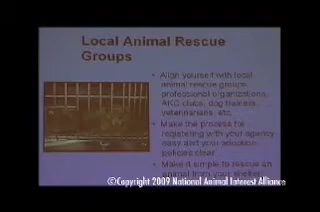 Local Animal Rescue
Groups
• Align yourself with local
animal rescue groups,
professional organizations,
AKC clubs, dog trainers,
veterinarians, etc.
• Make the process for
registering with your agency
easy and your adoption
policies clear
• Make it simple to rescue an
animal from your shelter
©Copyright 2009 National Animal Interest Alliance